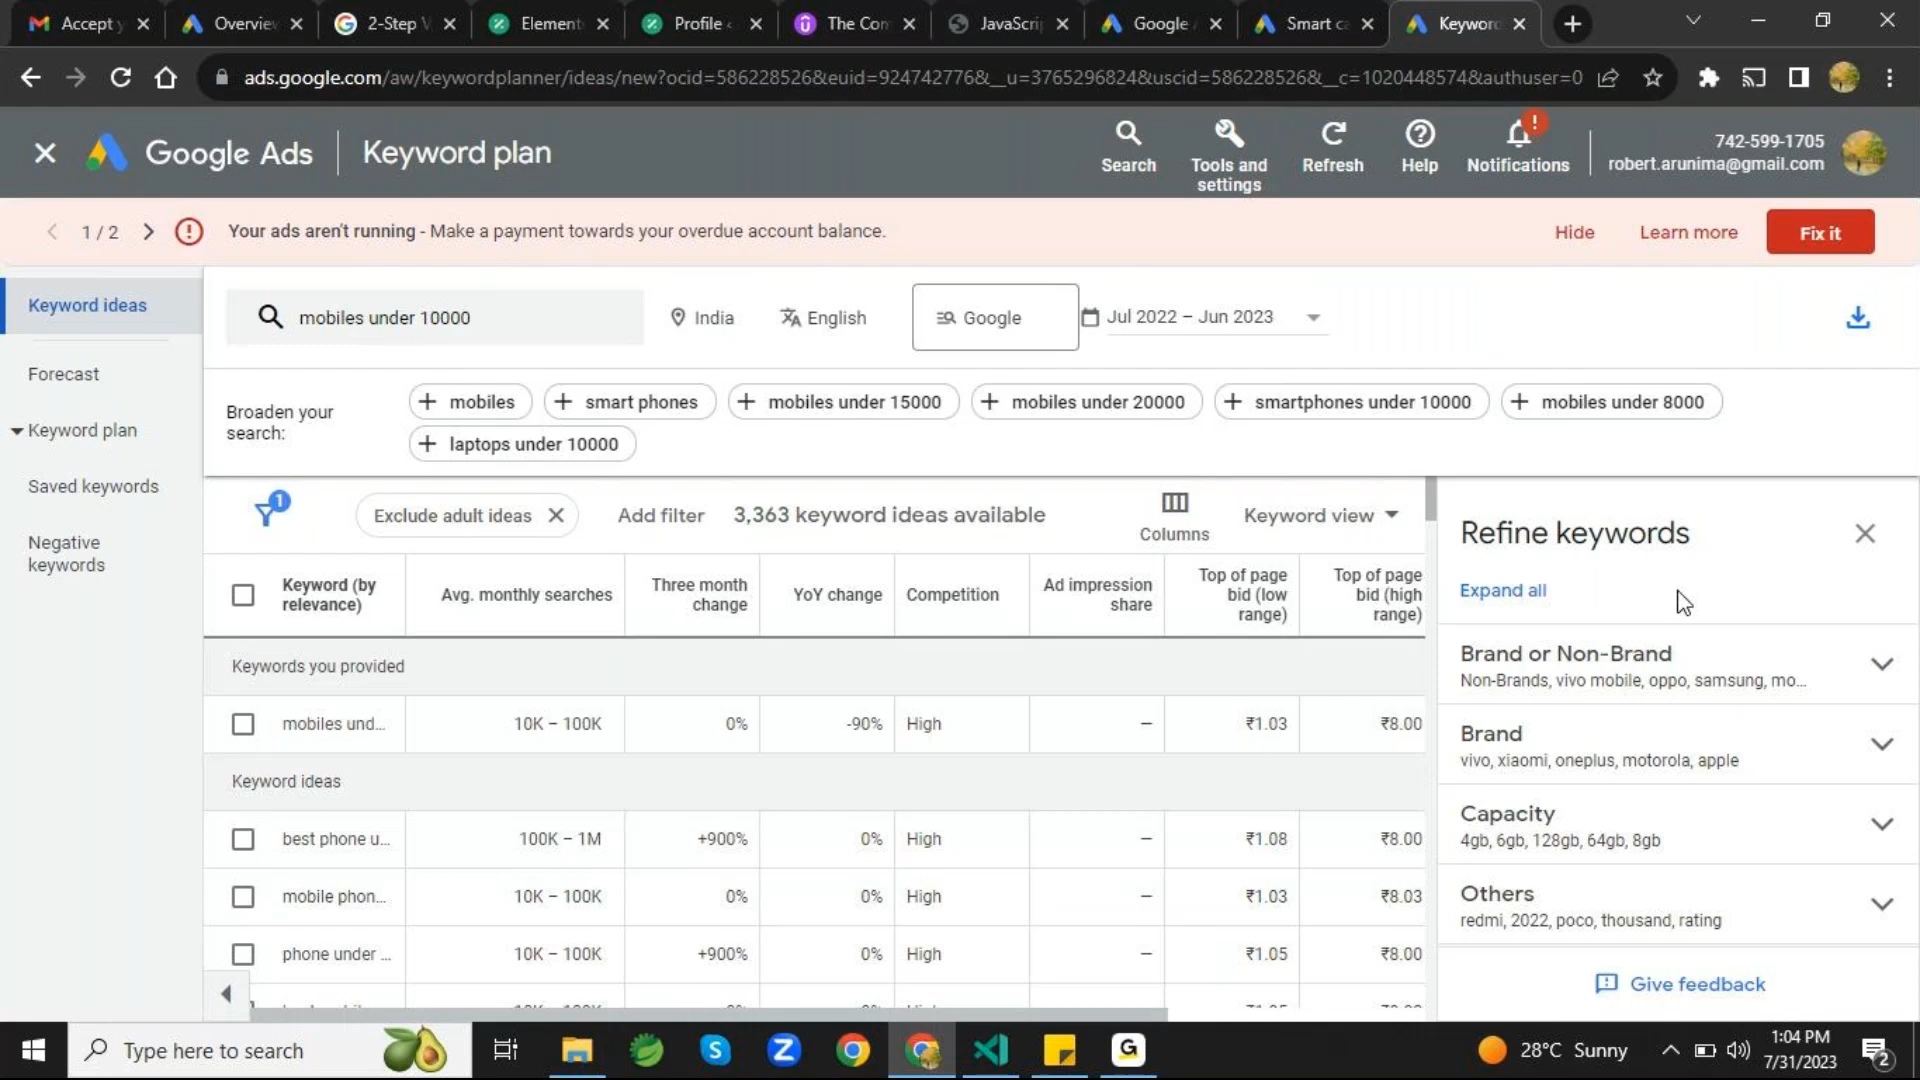 Accept y
Overvie
2-Step V
Element
Profile
The Con
JavaScri
Google
Smart ca
Keyword
ads.google.com/aw/keywordplanner/ideas/new?ocid=586228526&euid=924742776&__u=3765296824&uscid=586228526&__c=1020448574&authuser=0
Google Ads
Keyword plan
Search
Tools and
settings
Refresh
Help
Notifications
742-599-1705
robert.arunima@gmail.com
1 / 2
Your ads aren't running - Make a payment towards your overdue account balance.
Hide
Learn more
Fix it
Keyword ideas
Forecast
Keyword plan
Saved keywords
Negative
keywords
mobiles under 10000
India
English
Google
Jul 2022 – Jun 2023
Broaden your
search:
mobiles
smart phones
mobiles under 15000
mobiles under 20000
smartphones under 10000
mobiles under 8000
laptops under 10000
1
Exclude adult ideas
Add filter
3,363 keyword ideas available
Columns
Keyword view
Keyword (by
relevance)
Avg. monthly searches
Three month
change
YoY change
Competition
Ad impression
share
Top of page
bid (low
range)
Top of page
bid (high
range)
Keywords you provided
mobiles und... 10K – 100K 0% -90% High – ₹1.03 ₹8.00
Keyword ideas
best phone u... 100K – 1M +900% 0% High – ₹1.08 ₹8.00
mobile phon... 10K – 100K 0% 0% High – ₹1.03 ₹8.03
phone under ... 10K – 100K +900% 0% High – ₹1.05 ₹8.00
Refine keywords
Expand all
Brand or Non-Brand
Non-Brands, vivo mobile, oppo, samsung, mo...
Brand
vivo, xiaomi, oneplus, motorola, apple
Capacity
4gb, 6gb, 128gb, 64gb, 8gb
Others
redmi, 2022, poco, thousand, rating
Give feedback
Type here to search
28°C Sunny
1:04 PM
7/31/2023
2